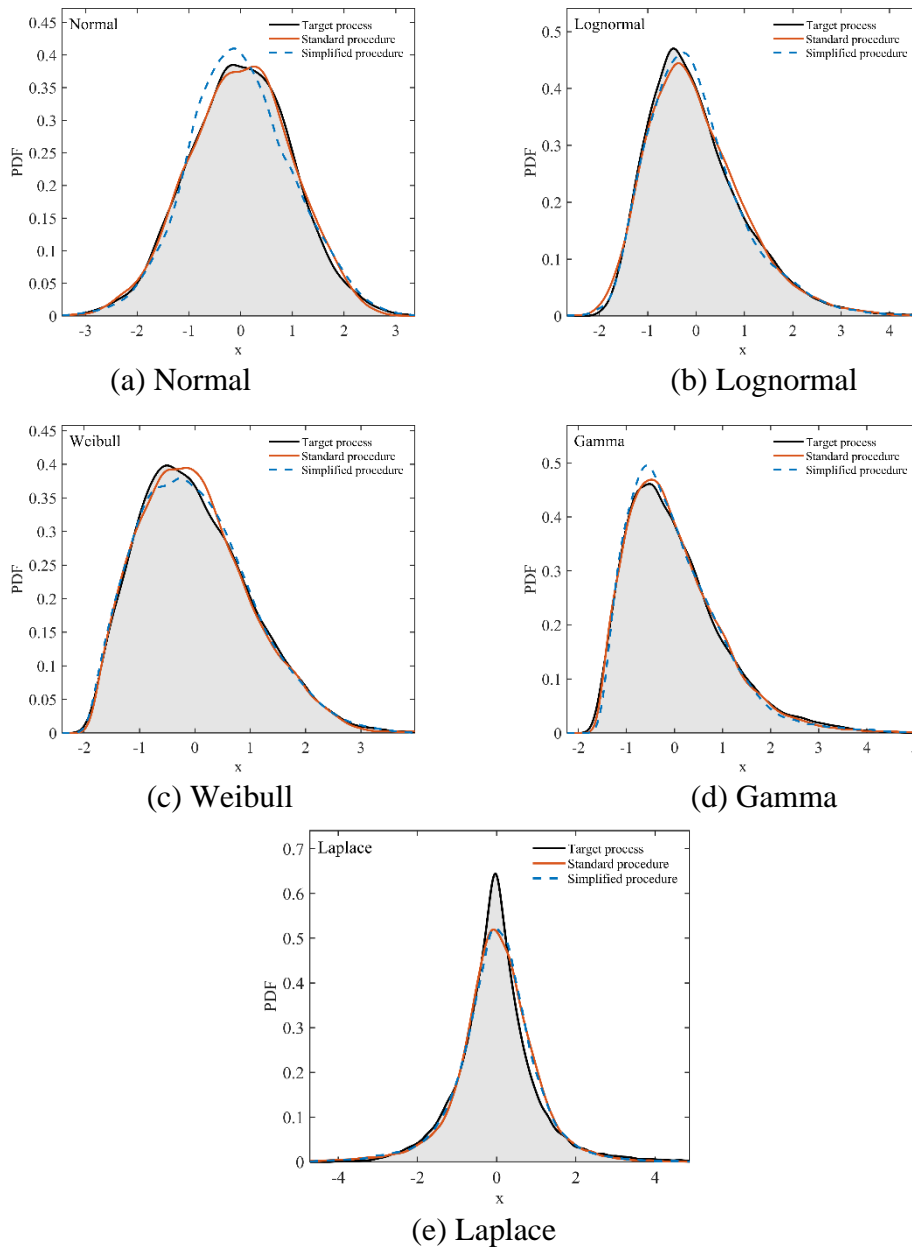 Normal
Target process
Standard procedure
Simplified procedure
0.45
0.4
0.35
0.3
0.25
0.2
0.15
0.1
0.05
0
PDF
-3 -2 -1 0 1 2 3
x
(a) Normal
Lognormal
Target process
Standard procedure
Simplified procedure
0.5
0.4
0.3
0.2
0.1
0
PDF
-2 -1 0 1 2 3 4
x
(b) Lognormal
Weibull
Target process
Standard procedure
Simplified procedure
0.45
0.4
0.35
0.3
0.25
0.2
0.15
0.1
0.05
0
PDF
-2 -1 0 1 2 3
x
(c) Weibull
Gamma
Target process
Standard procedure
Simplified procedure
0.5
0.4
0.3
0.2
0.1
0
PDF
-2 -1 0 1 2 3 4
x
(d) Gamma
Laplace
Target process
Standard procedure
Simplified procedure
0.7
0.6
0.5
0.4
0.3
0.2
0.1
0
PDF
-4 -2 0 2 4
x
(e) Laplace